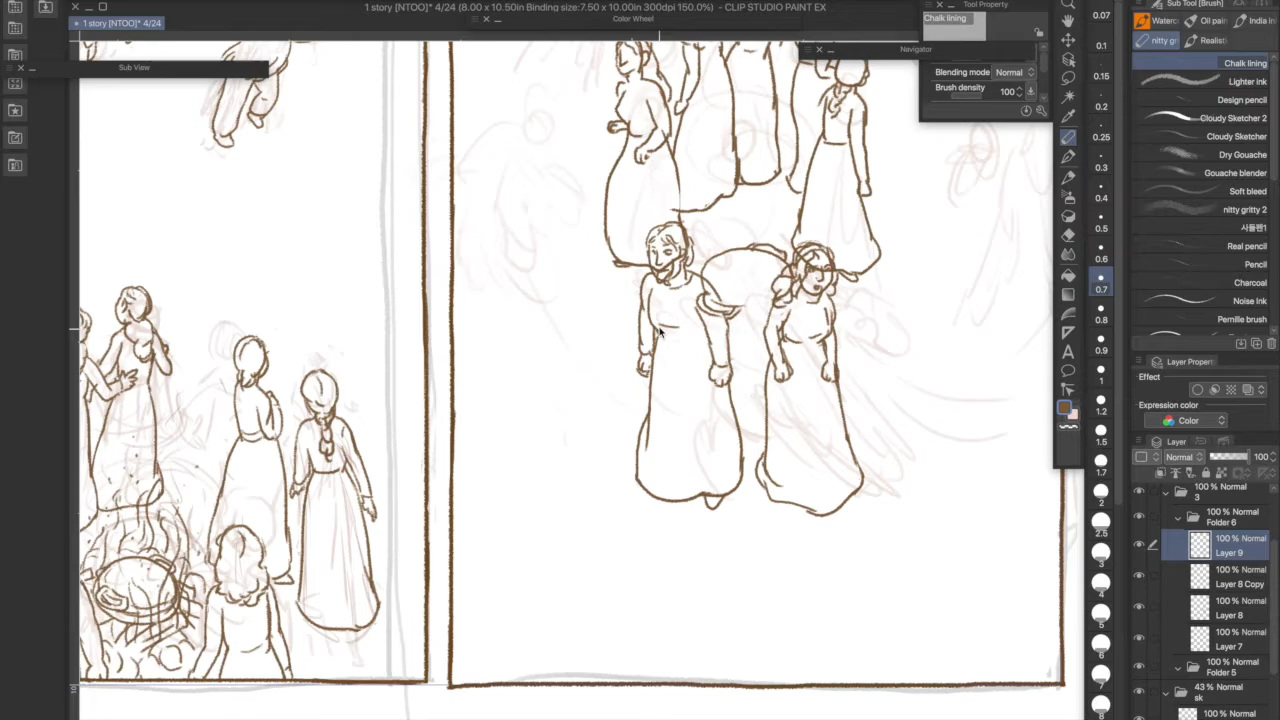 1 story [NTOO]* 4/24 (8.00 x 10.50in Binding size:7.50 x 10.00in 300dpi 150.0%) - CLIP STUDIO PAINT EX
Color Wheel
1 story [NTOO]* 4/24
Sub View
Navigator
Tool Property
Chalk lining
Blending mode Normal
Brush density 100
Sub Tool [Brush]
Waterc Oil pain India in
nitty gr Realist
Chalk lining
Lighter ink
Design pencil
Cloudy Sketcher 2
Cloudy Sketcher
Dry Gouache
Gouache blender
Soft bleed
nitty gritty 2
사들펜1
Real pencil
Pencil
Charcoal
Noise Ink
Pernille brush
0.07
0.1
0.15
0.2
0.25
0.3
0.4
0.5
0.6
0.7
0.8
0.9
1
1.2
1.5
1.7
2
2.5
3
4
5
6
7
8
Layer Property
Effect
Expression color
Color
Layer
Normal 100
100 % Normal
3
100 % Normal
Folder 6
100 % Normal
Layer 9
100 % Normal
Layer 8 Copy
100 % Normal
Layer 8
100 % Normal
Layer 7
100 % Normal
Folder 5
43 % Normal
sk
100 % Normal
10